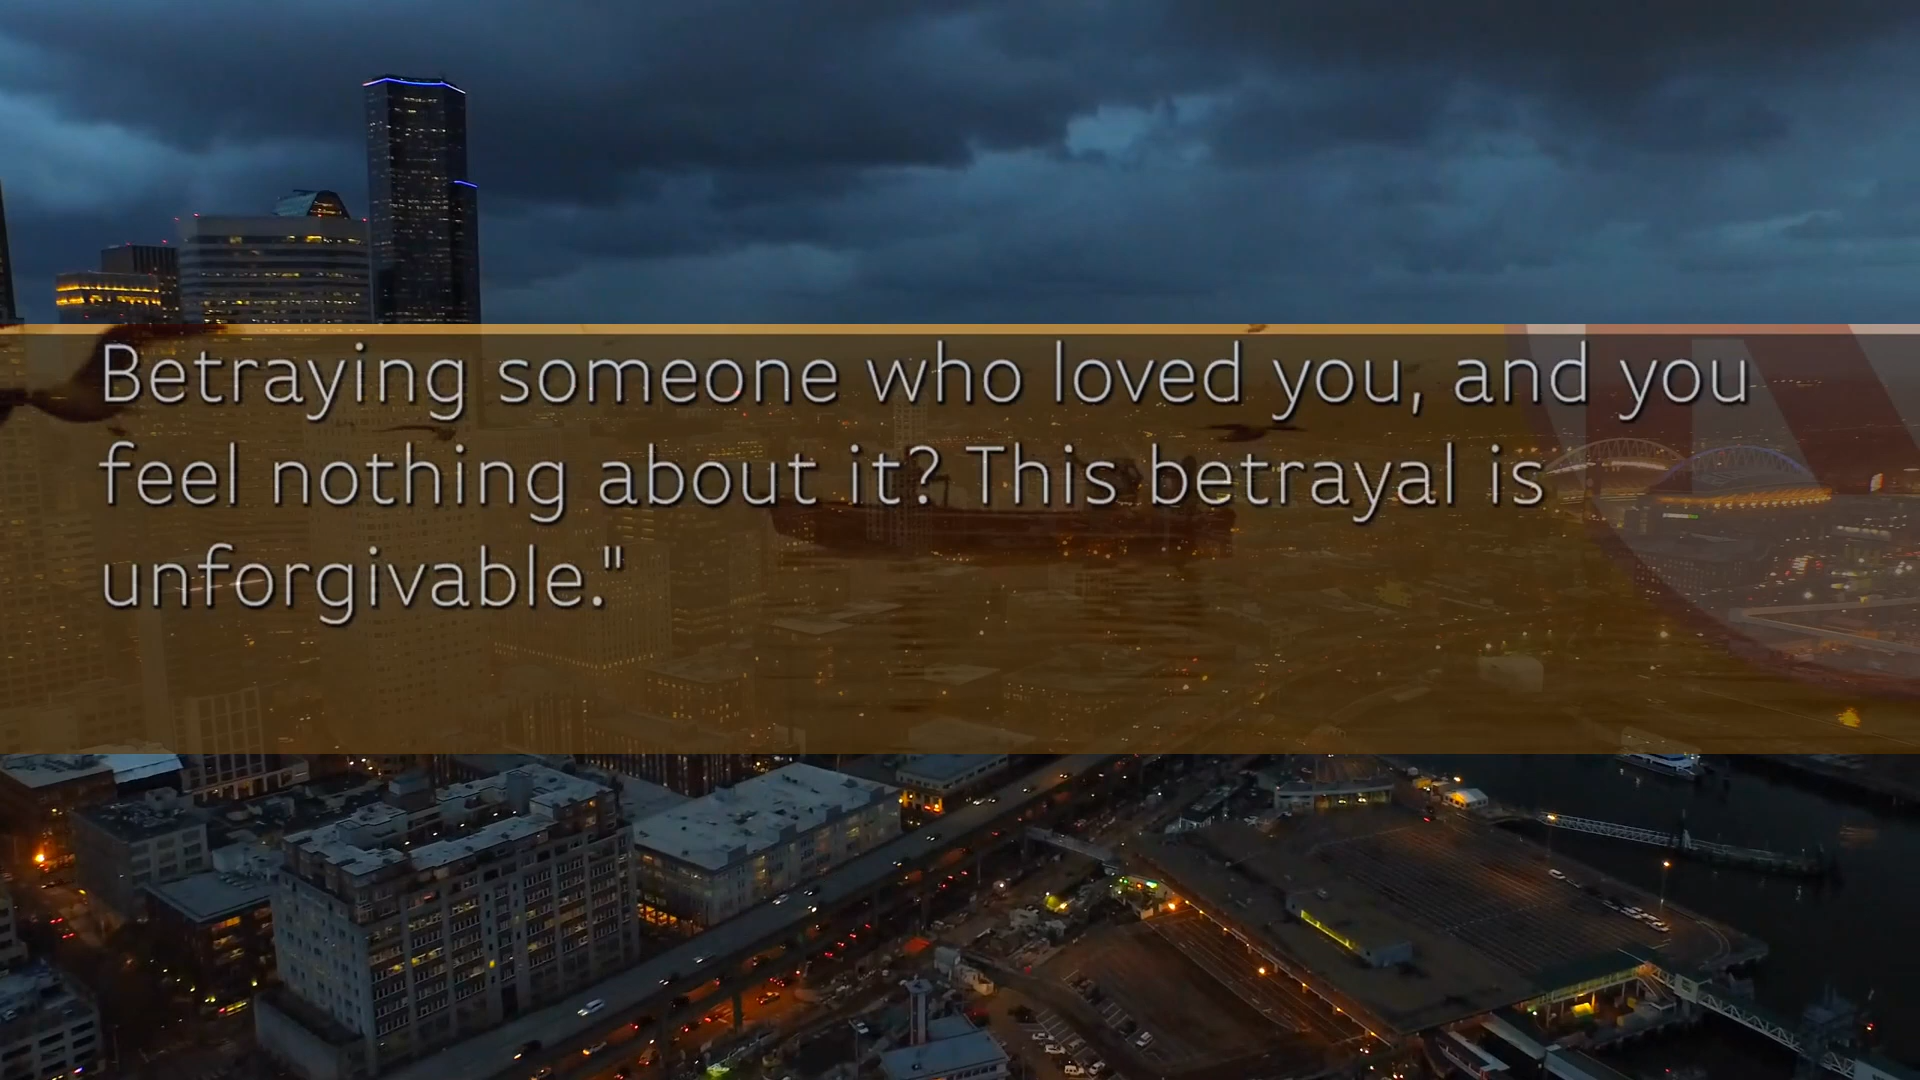 Betraying someone who loved you, and you
feel nothing about it? This betrayal is
unforgivable."